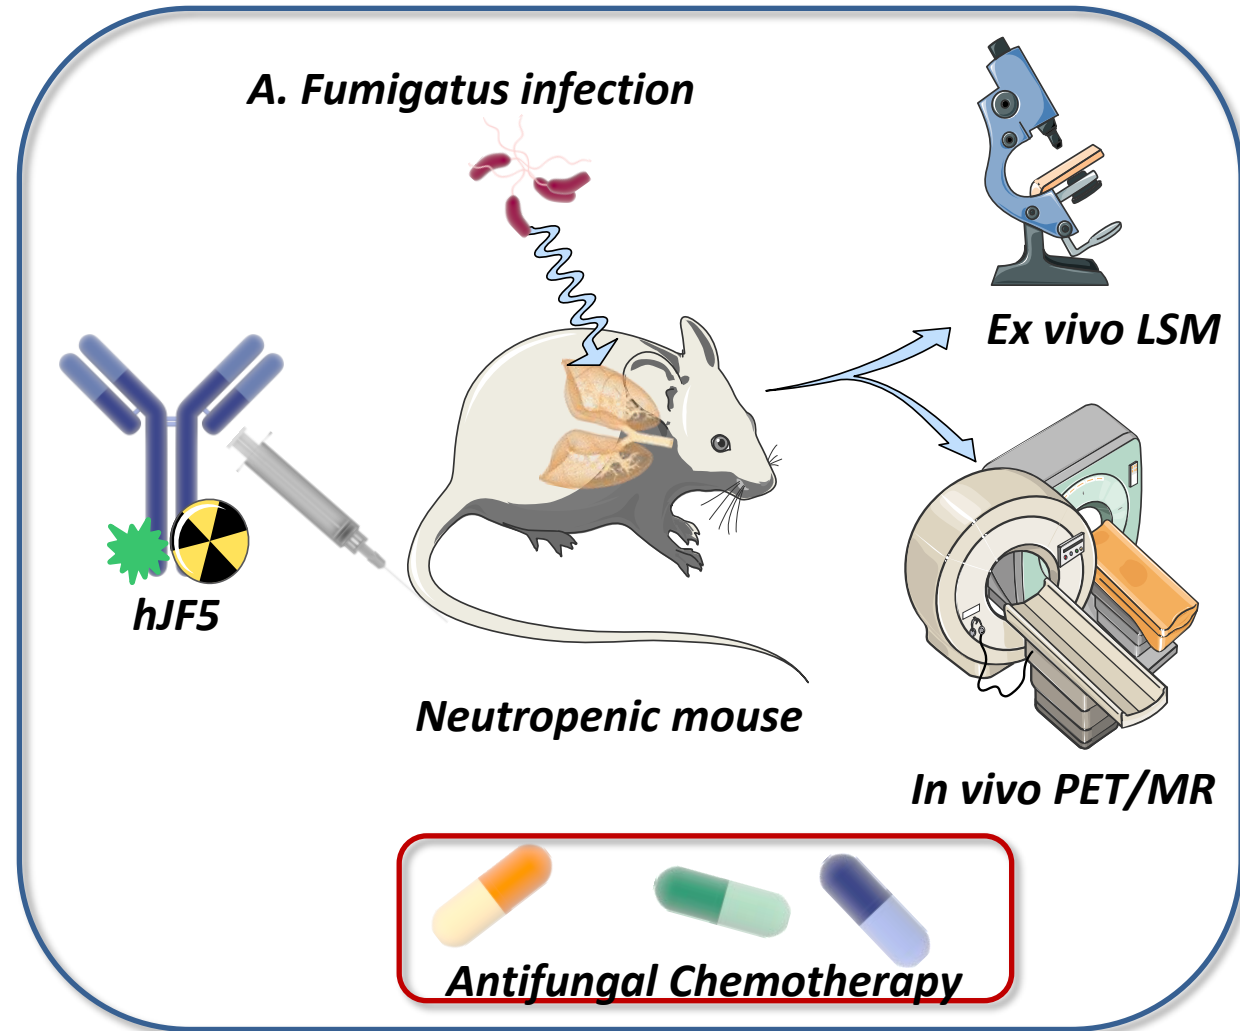 A. Fumigatus infection
Ex vivo LSM
hJF5
Neutropenic mouse
In vivo PET/MR
Antifungal Chemotherapy